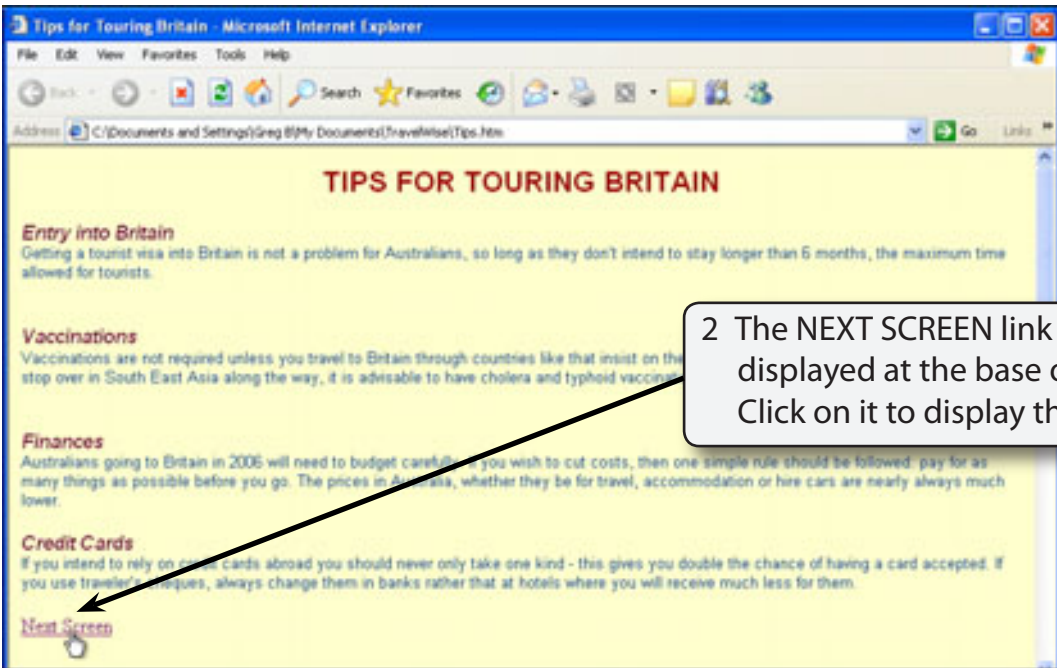 Tips for Touring Britain - Microsoft Internet Explorer
File Edit View Favorites Tools Help
Back Search Favorites
Address C:\Documents and Settings\Greg B\My Documents\TravelWise\Tips.htm Go Links
TIPS FOR TOURING BRITAIN
Entry into Britain
Getting a tourist visa into Britain is not a problem for Australians, so long as they don't intend to stay longer than 6 months, the maximum time
allowed for tourists.
Vaccinations
Vaccinations are not required unless you travel to Britain through countries like that insist on the
stop over in South East Asia along the way, it is advisable to have cholera and typhoid
2 The NEXT SCREEN link
displayed at the base
Click on it to display
Finances
Australians going to Britain in 2006 will need to budget carefully. If you wish to cut costs, then one simple rule should be followed: pay for as
many things as possible before you go. The prices in Australia, whether they be for travel, accommodation or hire cars are nearly always much
lower.
Credit Cards
If you intend to rely on credit cards abroad you should never only take one kind - this gives you double the chance of having a card accepted. If
you use traveler's cheques, always change them in banks rather that at hotels where you will receive much less for them.
Next Screen